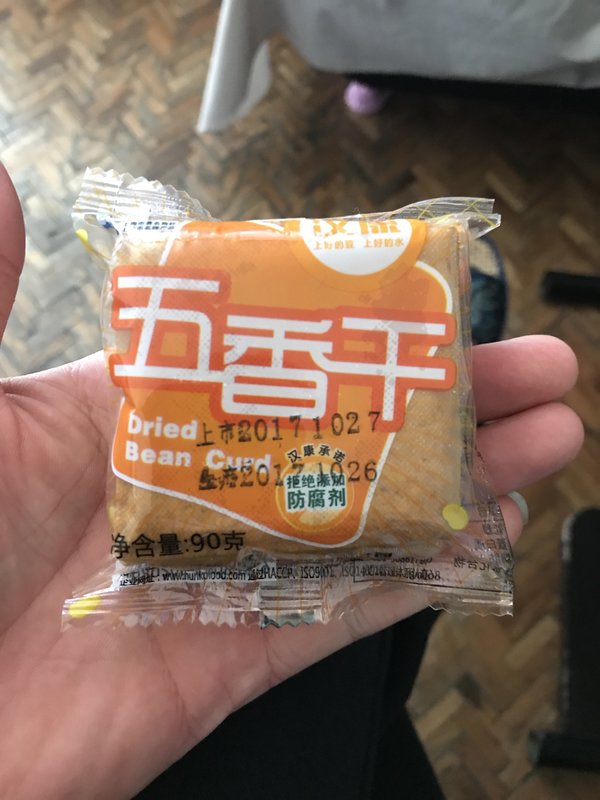 上好的豆 上好的水
五香干
Dried
Bean Curd
上市20171027
生产20171026
汉康承诺
拒绝添加
防腐剂
净含量:90克